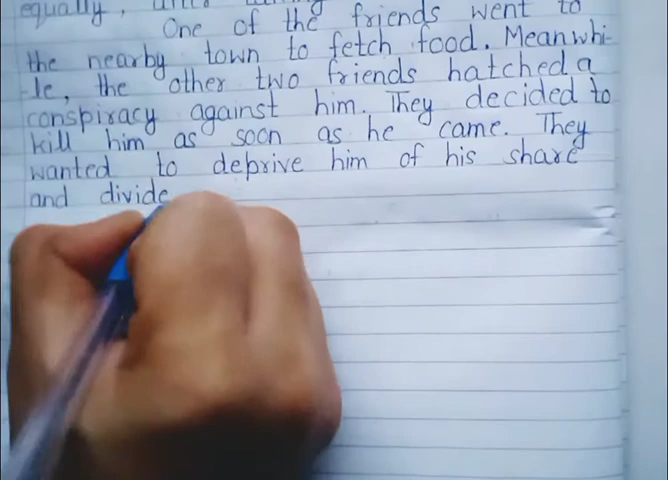 equally,
One of the friends went to
the nearby town to fetch food. Meanwhi-
-le, the other two friends hatched a
conspiracy against him. They decided to
kill him as soon as he came. They
wanted to deprive him of his share
and divide